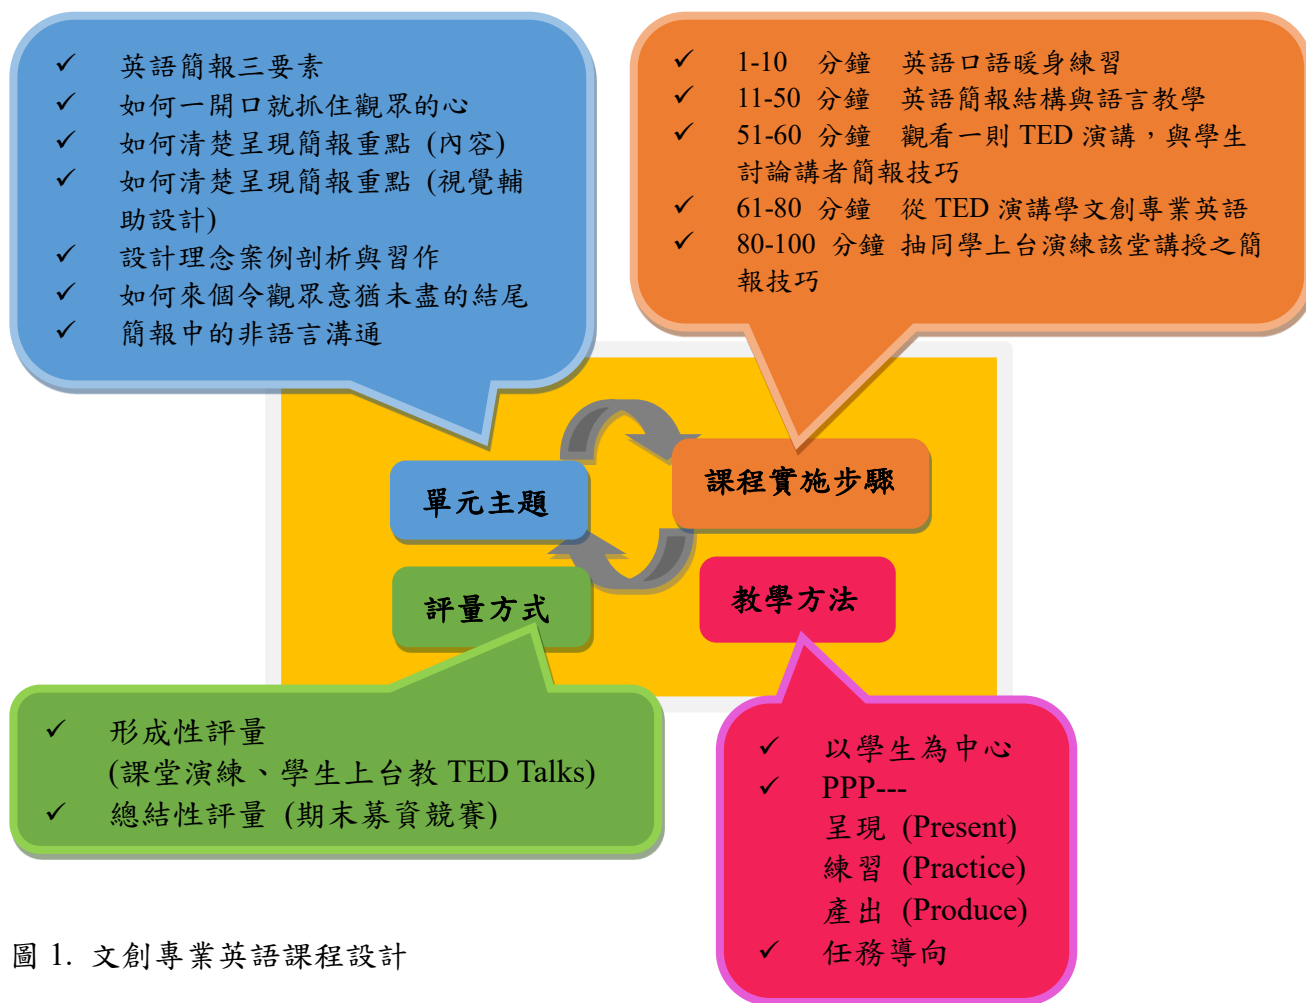 ✓ 英語簡報三要素
✓ 如何一開口就抓住觀眾的心
✓ 如何清楚呈現簡報重點 (內容)
✓ 如何清楚呈現簡報重點 (視覺輔
助設計)
✓ 設計理念案例剖析與習作
✓ 如何來個令觀眾意猶未盡的結尾
✓ 簡報中的非語言溝通
✓ 1-10 分鐘 英語口語暖身練習
✓ 11-50 分鐘 英語簡報結構與語言教學
✓ 51-60 分鐘 觀看一則 TED 演講,與學生
討論講者簡報技巧
✓ 61-80 分鐘 從 TED 演講學文創專業英語
✓ 80-100 分鐘 抽同學上台演練該堂講授之簡
報技巧
單元主題
課程實施步驟
評量方式
教學方法
✓ 形成性評量
(課堂演練、學生上台教 TED Talks)
✓ 總結性評量 (期末募資競賽)
✓ 以學生為中心
✓ PPP---
呈現 (Present)
練習 (Practice)
產出 (Produce)
✓ 任務導向
圖 1. 文創專業英語課程設計